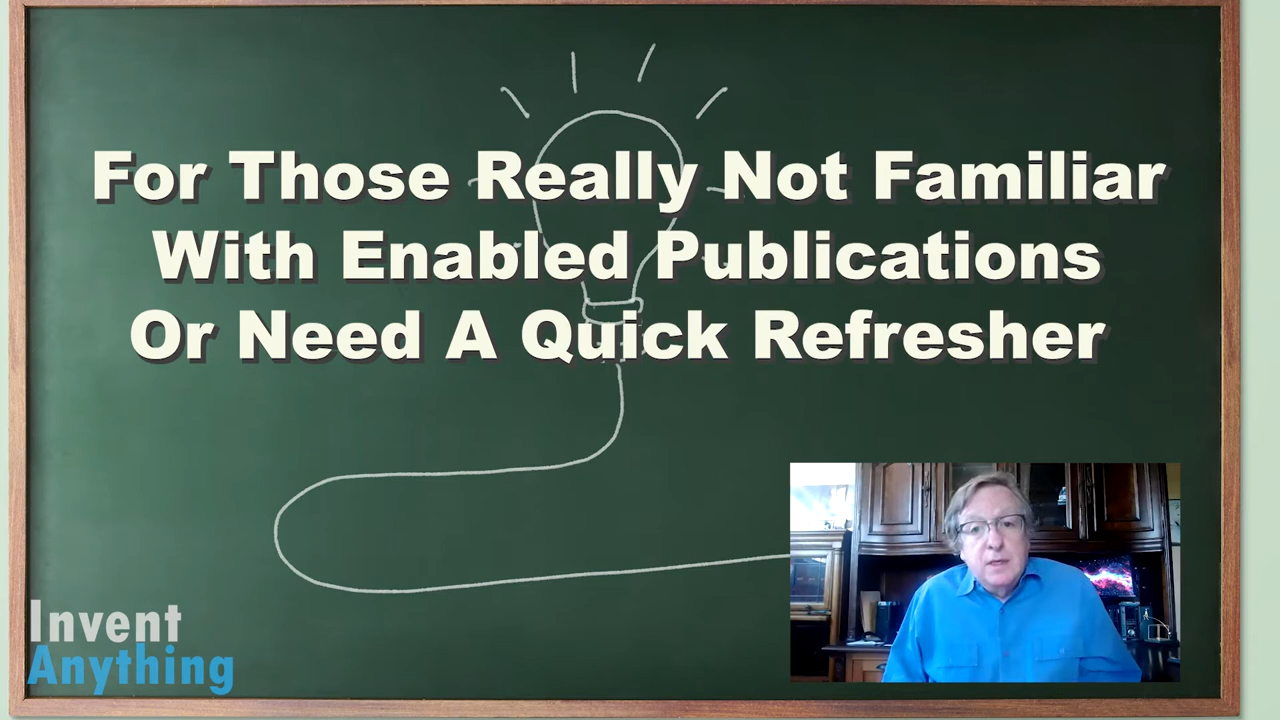 For Those Really Not Familiar
With Enabled Publications
Or Need A Quick Refresher
Invent
Anything